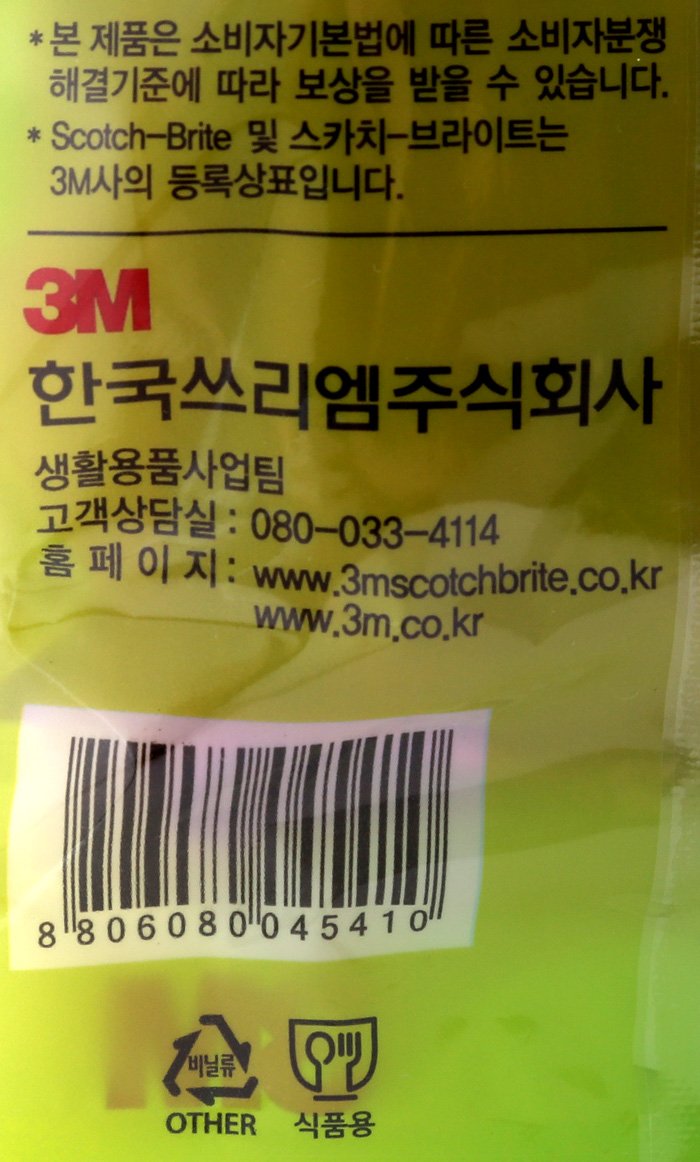 * 본 제품은 소비자기본법에 따른 소비자분쟁
해결기준에 따라 보상을 받을 수 있습니다.
* Scotch-Brite 및 스카치-브라이트는
3M사의 등록상표입니다.
3M
한국쓰리엠주식회사
생활용품사업팀
고객상담실 : 080-033-4114
홈 페 이 지 : www.3mscotchbrite.co.kr
www.3m.co.kr
8 806080 045410
비닐류
OTHER
식품용